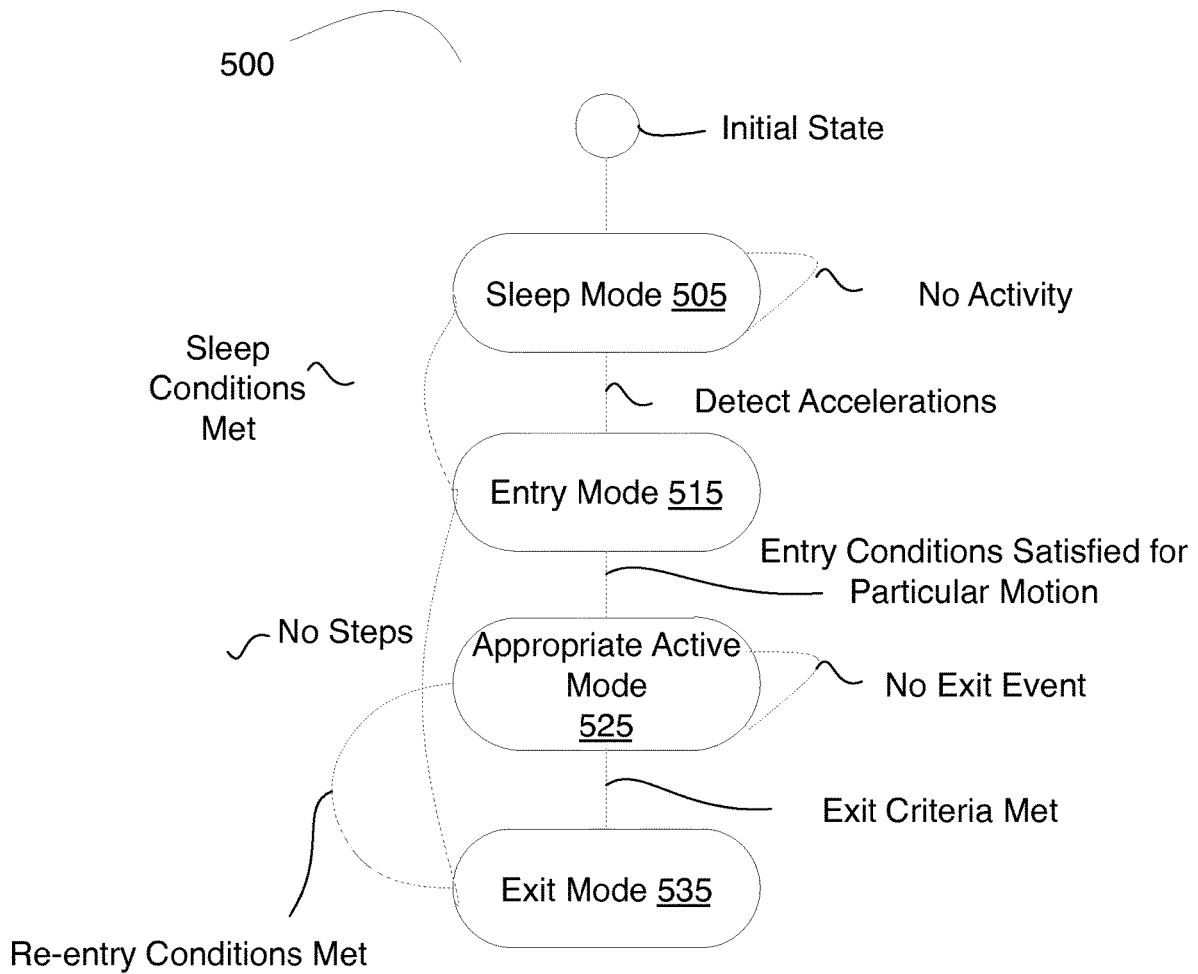 500
Initial State
Sleep Mode 505
No Activity
Sleep
Conditions
Met
Detect Accelerations
Entry Mode 515
Entry Conditions Satisfied for
Particular Motion
No Steps
Appropriate Active
Mode
525
No Exit Event
Exit Criteria Met
Exit Mode 535
Re-entry Conditions Met